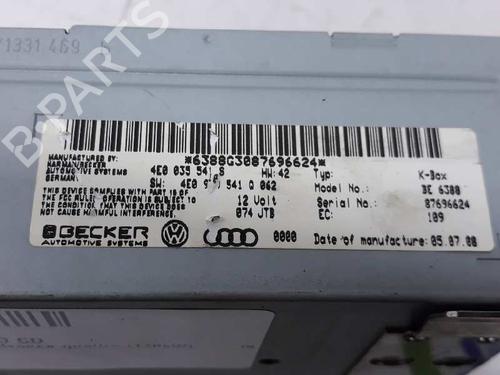 71331 469
B-PARTS
*6388G3087696624*
MANUFACTURED BY:
HARMAN/BECKER
AUTOMOTIVE SYSTEMS
GERMANY
4E0 035 541 S
HW: 42
Typ:
K-Box
SW: 4E0 541 Q 062
Model No.:
BE 6388
THIS DEVICE COMPLIES WITH PART 15 OF
THE FCC RULES. OPERATION IS SUBJECT TO
12 Volt
Serial No.:
87696624
THE CONDITION THAT THIS DEVICE DOES
NOT CAUSE HARMFUL INTERFERENCE.
074 JTB
EC:
109
BECKER
AUTOMOTIVE SYSTEMS
0000
Date of manufacture: 05.07.08